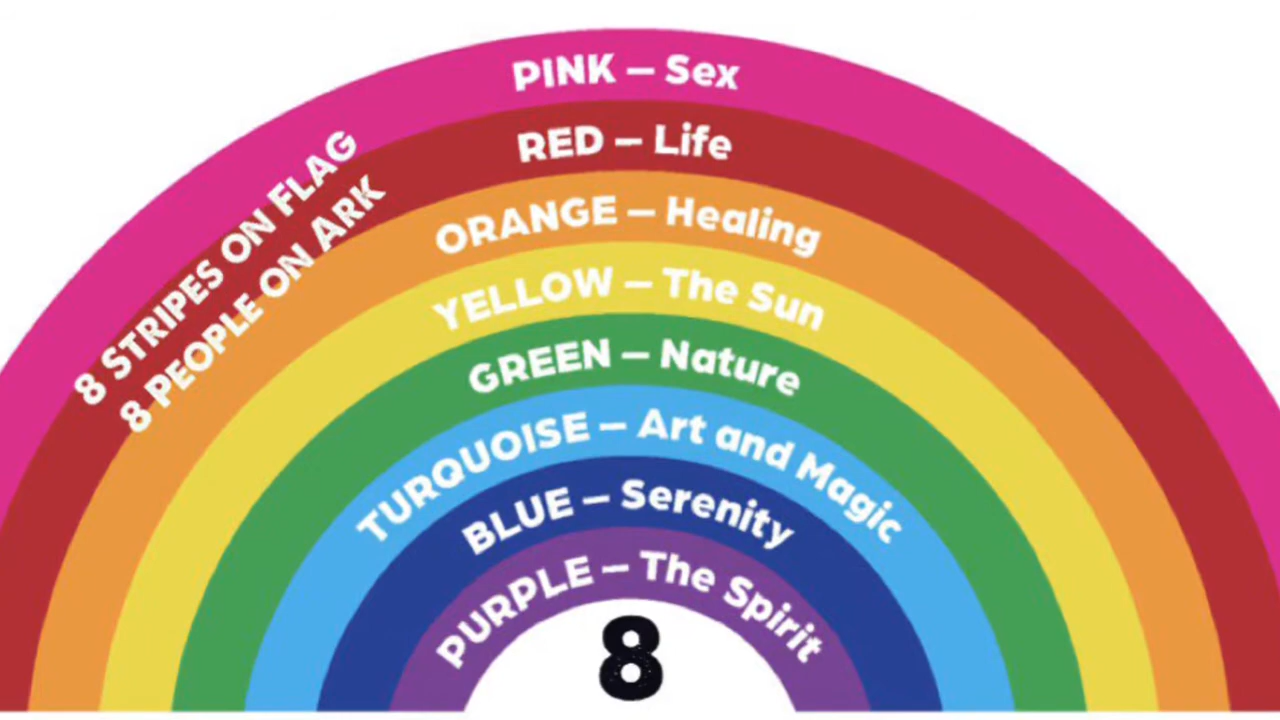 PINK – Sex
RED – Life
ORANGE – Healing
YELLOW – The Sun
GREEN – Nature
TURQUOISE – Art and Magic
BLUE – Serenity
PURPLE – The Spirit
8 STRIPES ON FLAG
8 PEOPLE ON ARK
8